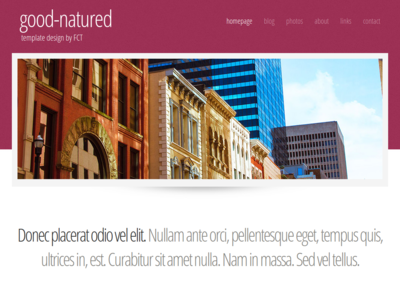 good-natured
template design by FCT
homepage blog photos about links contact
Donec placerat odio vel elit. Nullam ante orci, pellentesque eget, tempus quis,
ultrices in, est. Curabitur sit amet nulla. Nam in massa. Sed vel tellus.